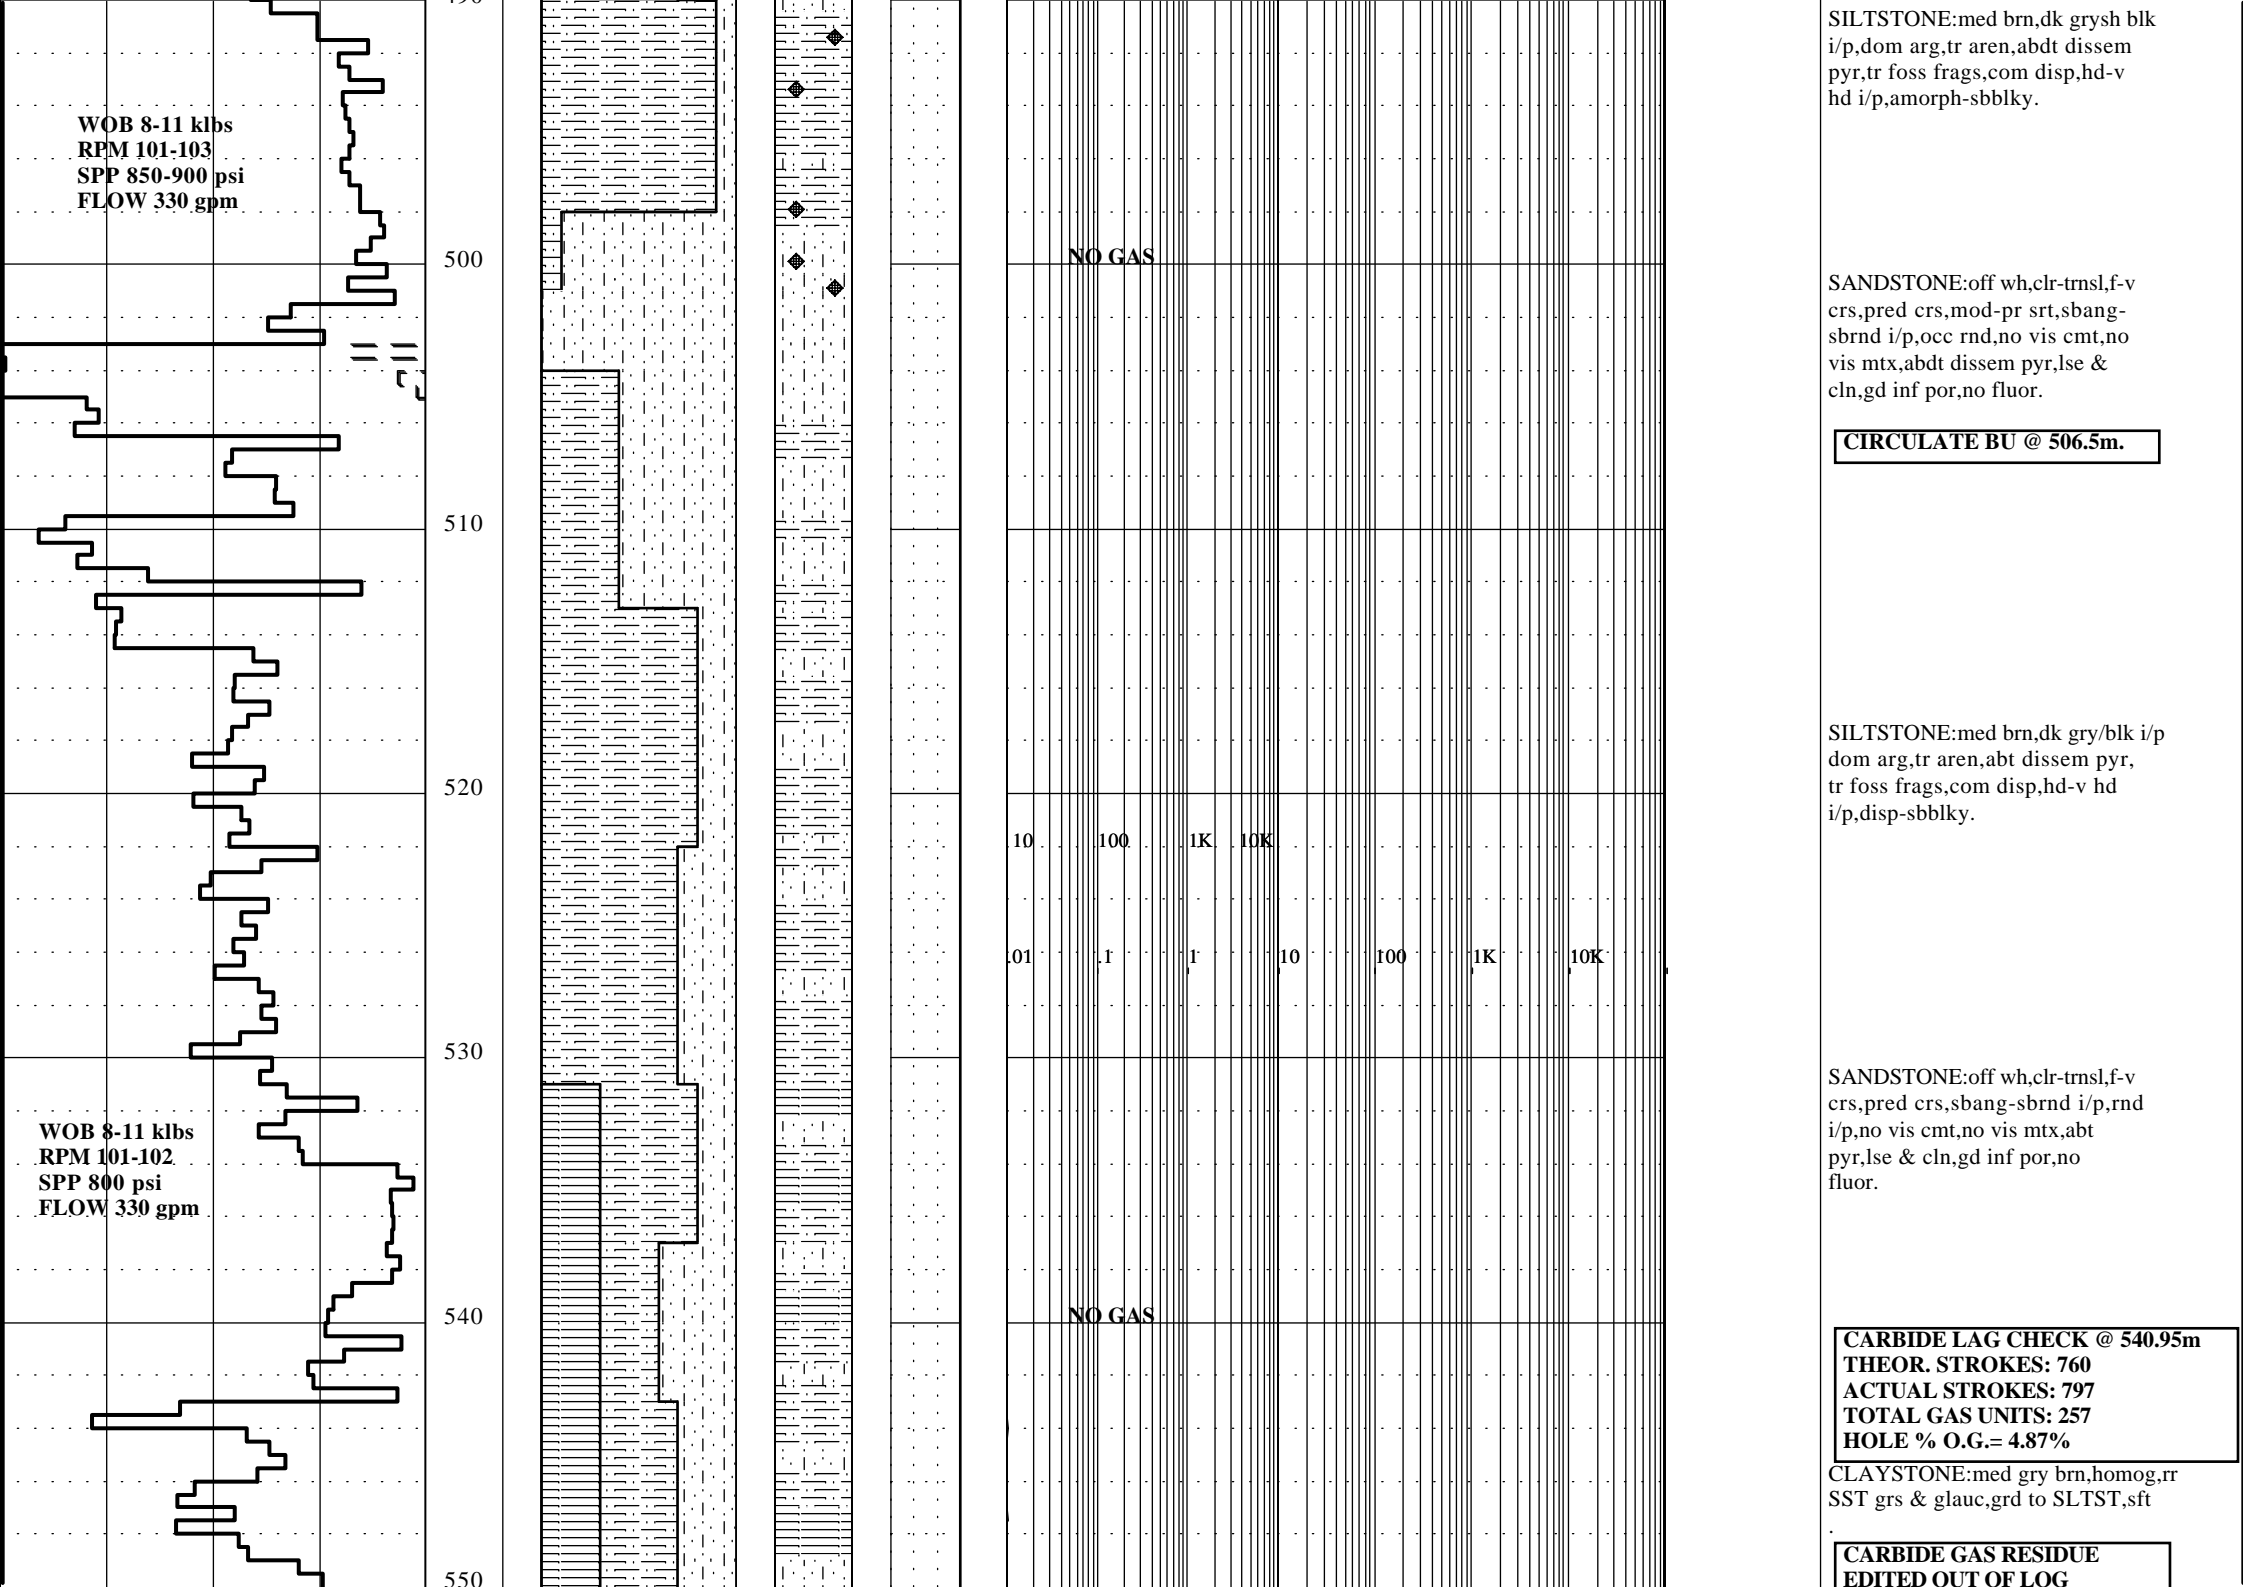 SILTSTONE:med brn,dk grysh blk
i/p,dom arg,tr aren,abdt dissem
pyr,tr foss frags,com disp,hd-v
hd i/p,amorph-sbblky.
WOB 8-11 klbs
RPM 101-103
SPP 850-900 psi
FLOW 330 gpm
500
NO GAS
SANDSTONE:off wh,clr-trnsl,f-v
crs,pred crs,mod-pr srt,sbang-
sbrnd i/p,occ rnd,no vis cmt,no
vis mtx,abdt dissem pyr,lse &
cln,gd inf por,no fluor.
CIRCULATE BU @ 506.5m.
510
SILTSTONE:med brn,dk gry/blk i/p
dom arg,tr aren,abt dissem pyr,
tr foss frags,com disp,hd-v hd
i/p,disp-sbblky.
520
10 100 1K 10K
.01 .1 1 10 100 1K 10K
530
SANDSTONE:off wh,clr-trnsl,f-v
crs,pred crs,sbang-sbrnd i/p,rnd
i/p,no vis cmt,no vis mtx,abt
pyr,lse & cln,gd inf por,no
fluor.
WOB 8-11 klbs
RPM 101-102
SPP 800 psi
FLOW 330 gpm
540
NO GAS
CARBIDE LAG CHECK @ 540.95m
THEOR. STROKES: 760
ACTUAL STROKES: 797
TOTAL GAS UNITS: 257
HOLE % O.G.= 4.87%
CLAYSTONE:med gry brn,homog,rr
SST grs & glauc,grd to SLTST,sft
.
CARBIDE GAS RESIDUE
EDITED OUT OF LOG
550